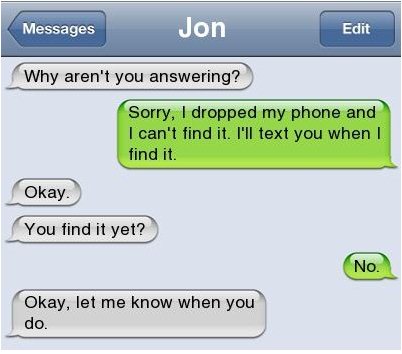 Messages
Jon
Edit
Why aren't you answering?
Sorry, I dropped my phone and
I can't find it. I'll text you when I
find it.
Okay.
You find it yet?
No.
Okay, let me know when you
do.